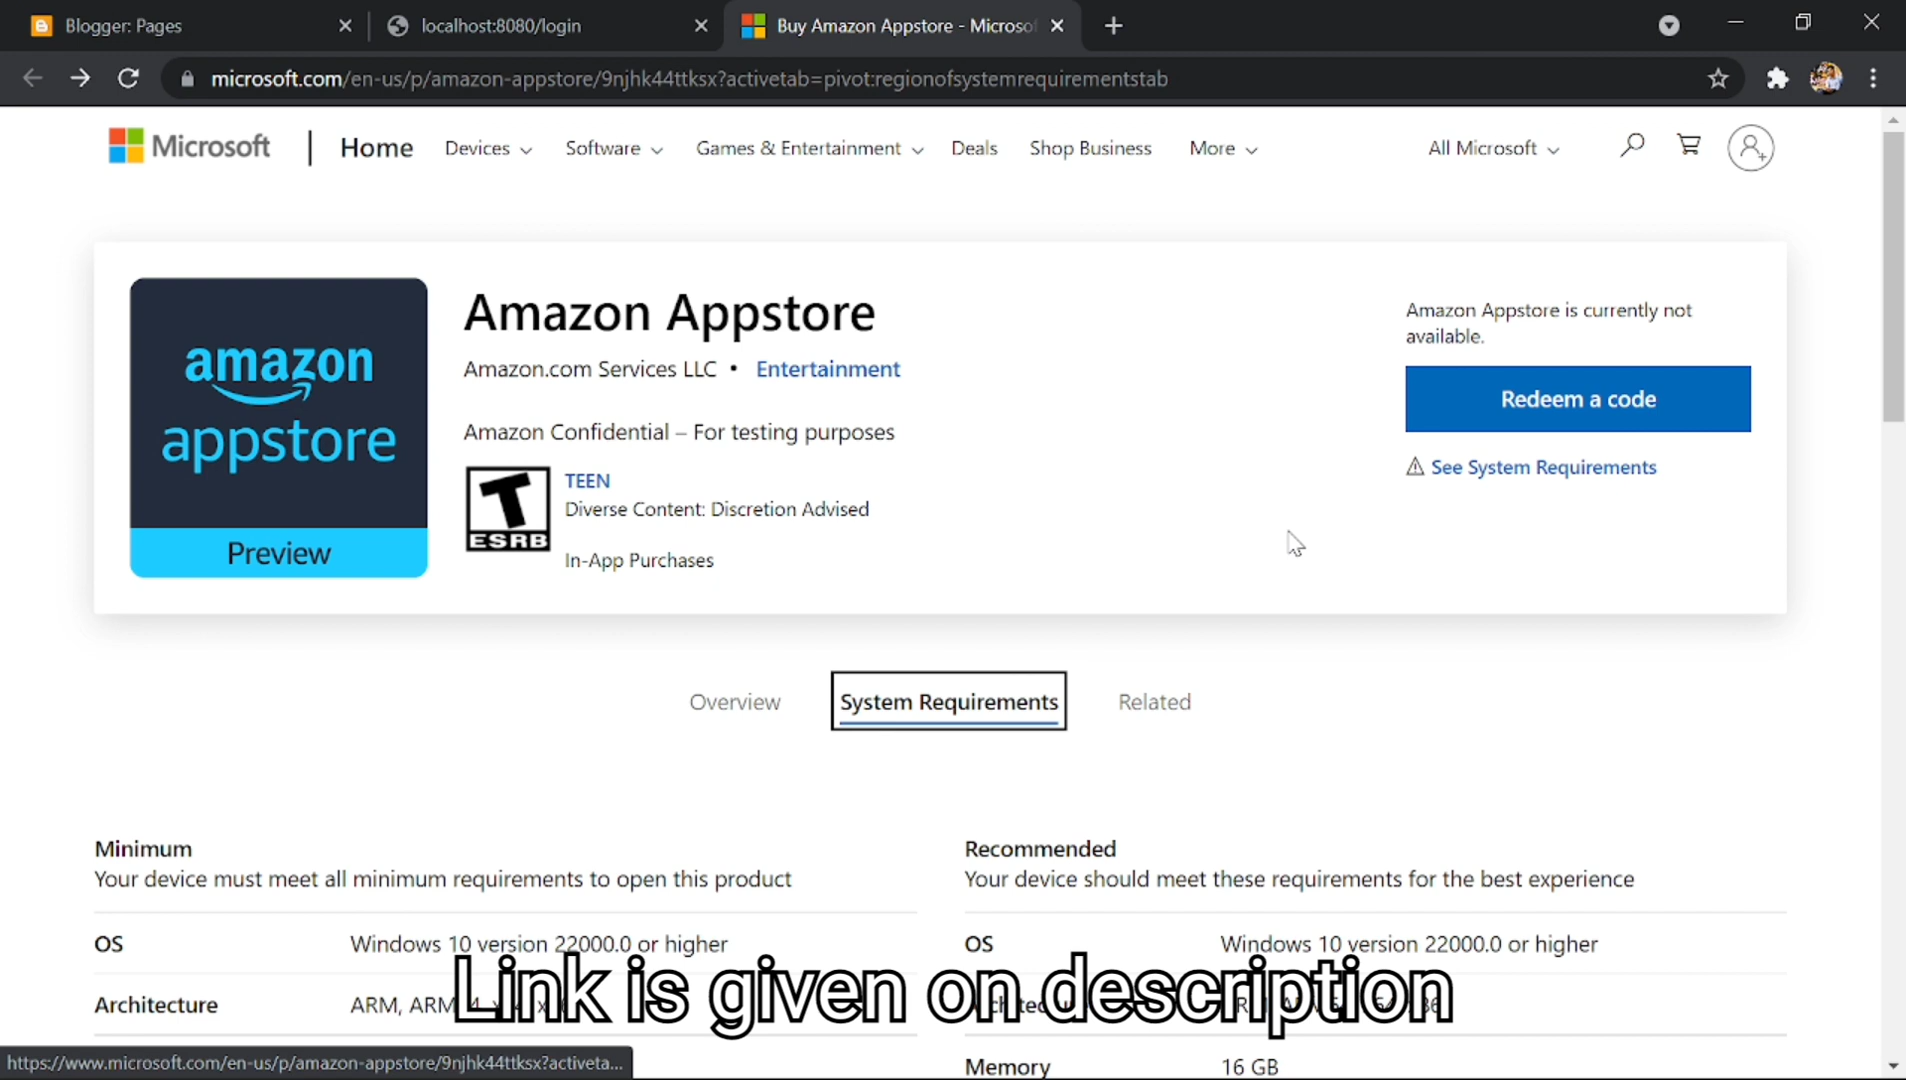 Blogger: Pages
localhost:8080/login
Buy Amazon Appstore - Microsof
microsoft.com/en-us/p/amazon-appstore/9njhk44ttksx?activetab=pivot:regionofsystemrequirementstab
Microsoft
Home
Devices
Software
Games & Entertainment
Deals
Shop Business
More
All Microsoft
amazon
appstore
Preview
Amazon Appstore
Amazon.com Services LLC • Entertainment
Amazon Confidential – For testing purposes
T
ESRB
TEEN
Diverse Content: Discretion Advised
In-App Purchases
Amazon Appstore is currently not
available.
Redeem a code
See System Requirements
Overview
System Requirements
Related
Minimum
Your device must meet all minimum requirements to open this product
OS Windows 10 version 22000.0 or higher
Architecture ARM,
Recommended
Your device should meet these requirements for the best experience
OS Windows 10 version 22000.0 or higher
Memory 16 GB
Link is given on description
https://www.microsoft.com/en-us/p/amazon-appstore/9njhk44ttksx?activeta...